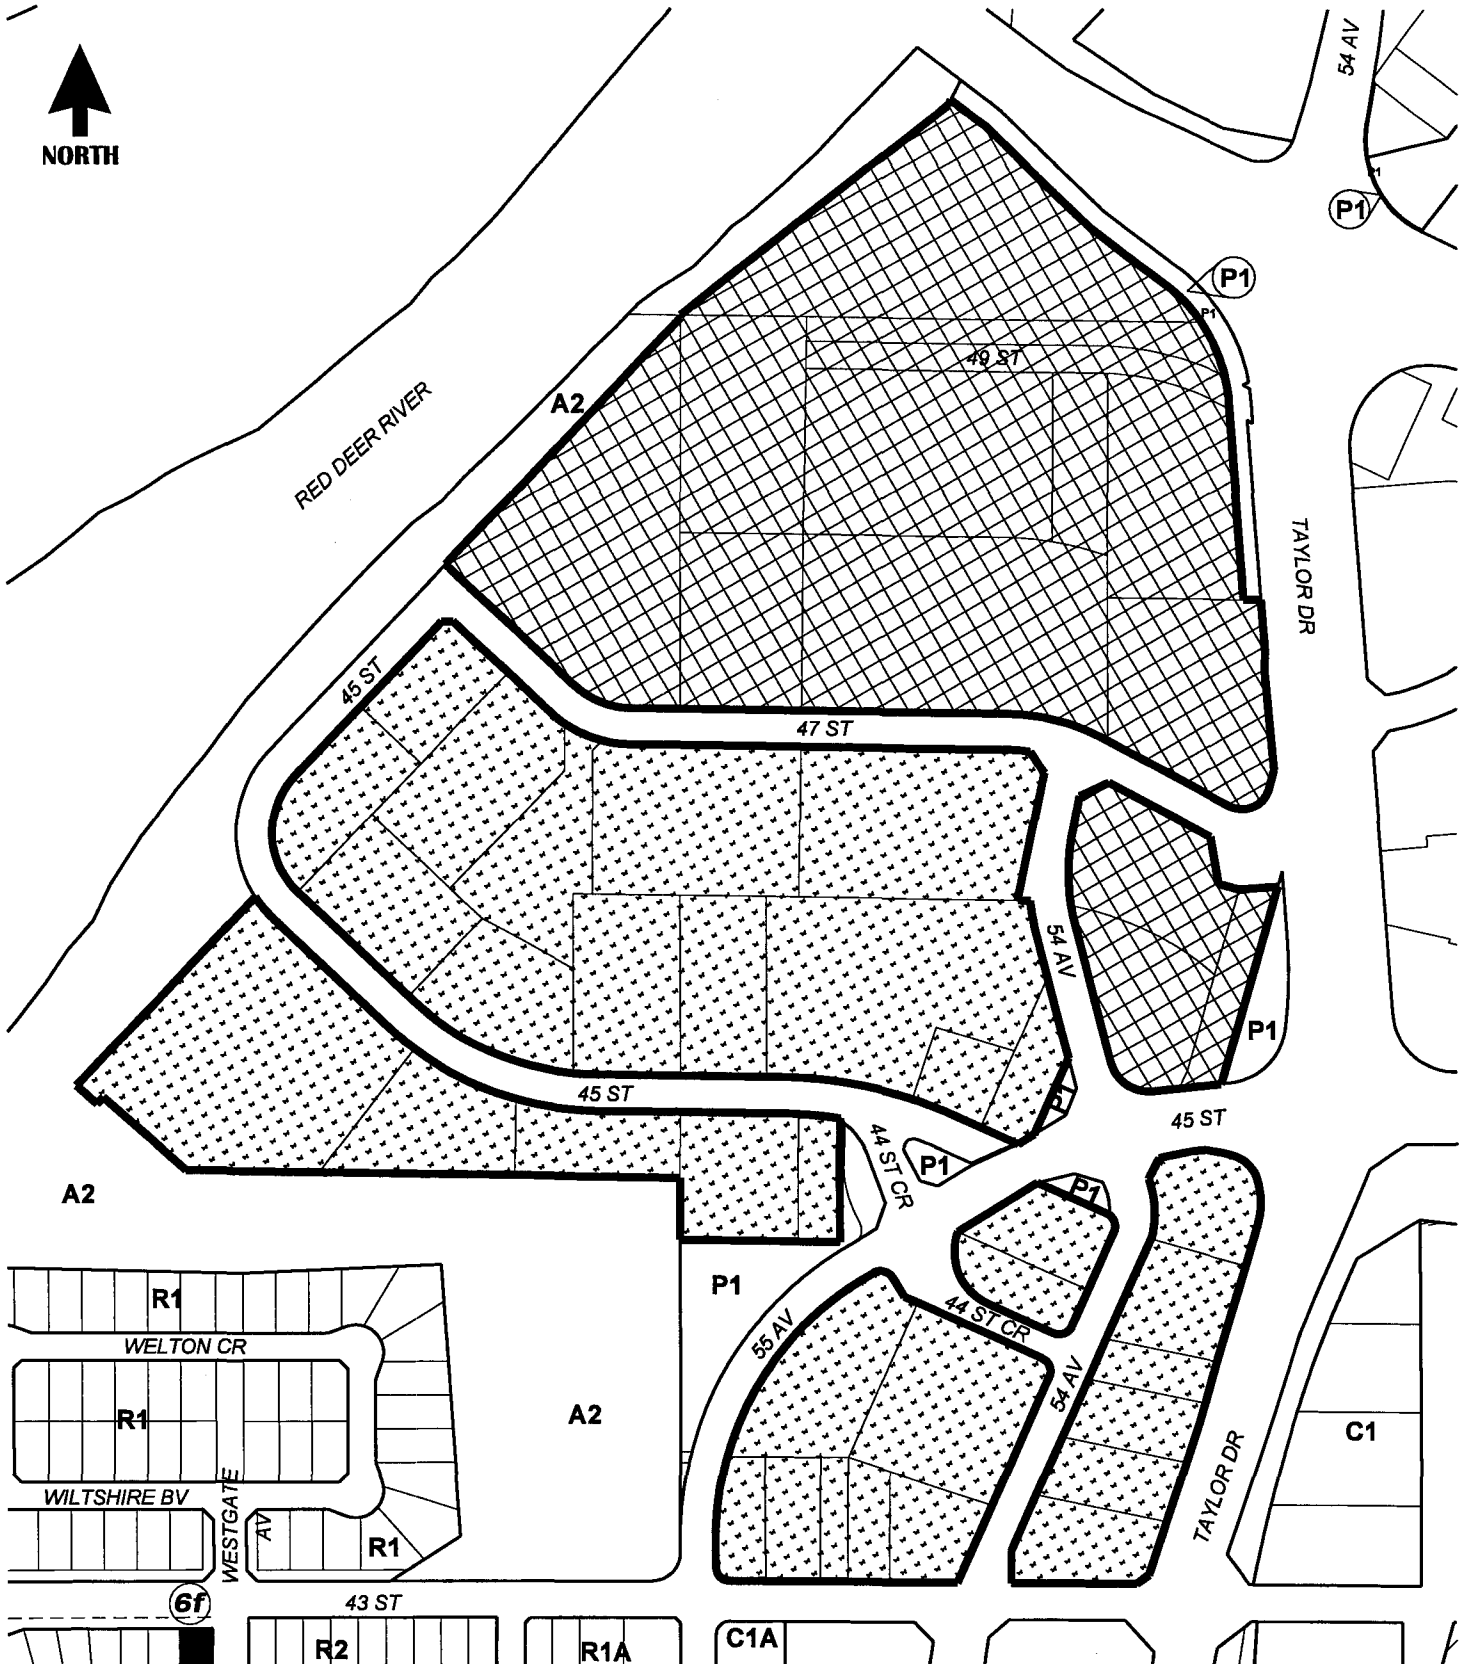 54 AV
NORTH
P1
P1
P1
P1
49 ST
A2
RED DEER RIVER
TAYLOR DR
45 ST
47 ST
54 AV
P1
45 ST
P1
45 ST
44 ST CR
P1
P1
A2
P1
R1
44 ST CR
55 AV
WELTON CR
54 AV
R1
A2
C1
TAYLOR DR
WILTSHIRE BV
WESTGATE
AV
R1
6f
43 ST
R2
R1A
C1A